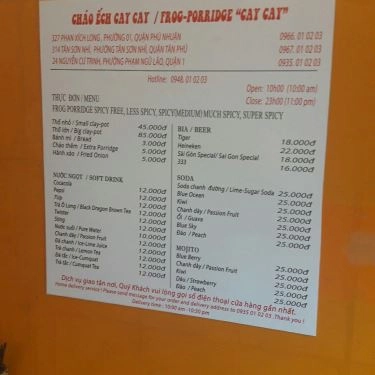 CHÁO ẾCH CAY CAY / FROG-PORRIDGE "CAY CAY"
327 PHAN XÍCH LONG, PHƯỜNG 01, QUẬN PHÚ NHUẬN 0966. 01 02 03
314 TÂN SƠN NHÌ, PHƯỜNG TÂN SƠN NHÌ, QUẬN TÂN PHÚ 0967. 01 02 03
24 NGUYỄN CƯ TRINH, PHƯỜNG PHẠM NGŨ LÃO, QUẬN 1 0935. 01 02 03
Hotline: 0948. 01 02 03
Open: 10h00 (10:00 am)
Close: 23h00 (11:00 pm)
THỰC ĐƠN / MENU
FROG PORRIDGE SPICY FREE, LESS SPICY, SPICY(MEDIUM) MUCH SPICY, SUPER SPICY
Thố nhỏ / Small clay-pot 45.000đ
Thố lớn / Big clay-pot 85.000đ
Bánh mì / Bread 3.000đ
Cháo thêm / Extra Porridge 5.000đ
Hành xào / Fried Onion 5.000đ
NƯỚC NGỌT / SOFT DRINK
Cocacola 12.000đ
Pepsi 12.000đ
7Up 12.000đ
Trà Ô Long / Black Dragon Brown Tea 12.000đ
Twister 12.000đ
Sting 12.000đ
Nước suối / Pure Water
Chanh dây / Passion Fruit
Đá chanh / Ice-Lime Juice 12.000đ
Trà chanh / Lemon Tea 12.000đ
Đá tắc / Ice-Cumquat 12.000đ
Trà tắc / Cumquat Tea 12.000đ
BIA / BEER
Tiger 18.000đ
Heineken 22.000đ
Sài Gòn Special/ Sai Gon Special 18.000đ
333 16.000đ
SODA
Soda chanh đường / Lime-Sugar Soda 25.000đ
Blue Ocean 25.000đ
Kiwi 25.000đ
Chanh dây / Passion Fruit 25.000đ
Ổi / Guava 25.000đ
Blue Sky 25.000đ
Đào / Peach 25.000đ
MOJITO
Blue Berry 25.000đ
Chanh dây / Passion Fruit 25.000đ
Kiwi 25.000đ
Dâu / Strawberry 25.000đ
Đào / Peach 25.000đ
Dịch vụ giao tận nơi, Quý Khách vui lòng gọi số điện thoại cửa hàng gần nhất.
Home delivery service ! Please send message for your order and delivery address to 0935 01 02 03 .Thank you !
Delivery time : 10:00 am -10:30 pm